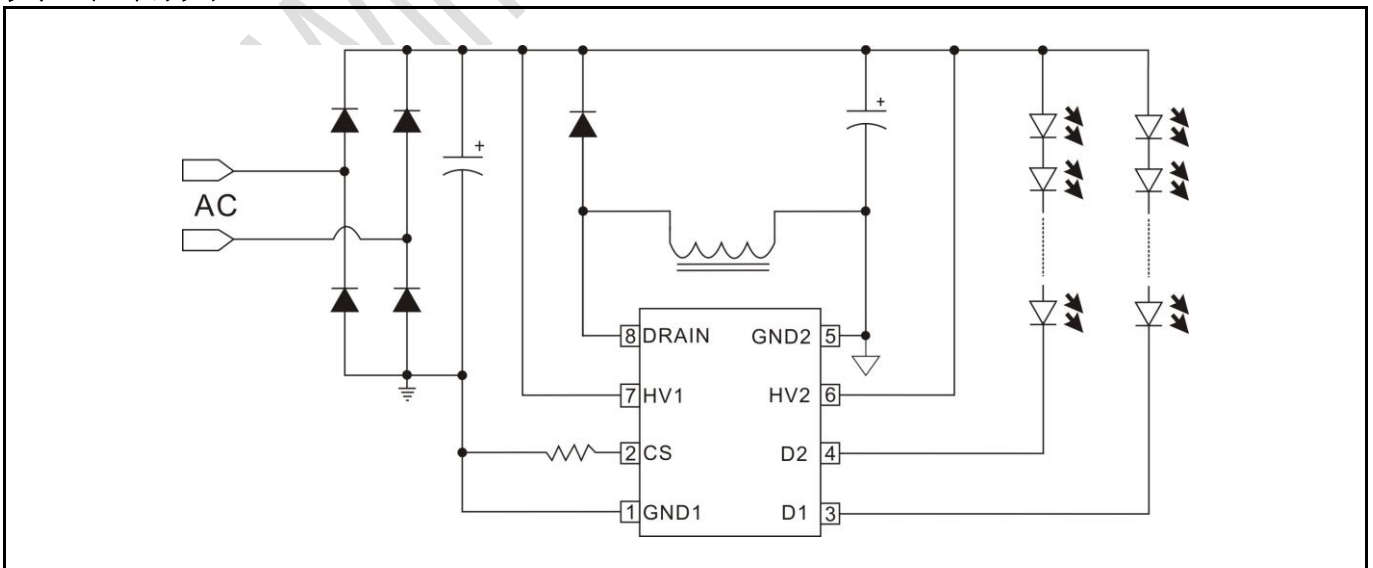 +
+
AC
8 DRAIN GND2 5
7 HV1 HV2 6
2 CS D2 4
1 GND1 D1 3